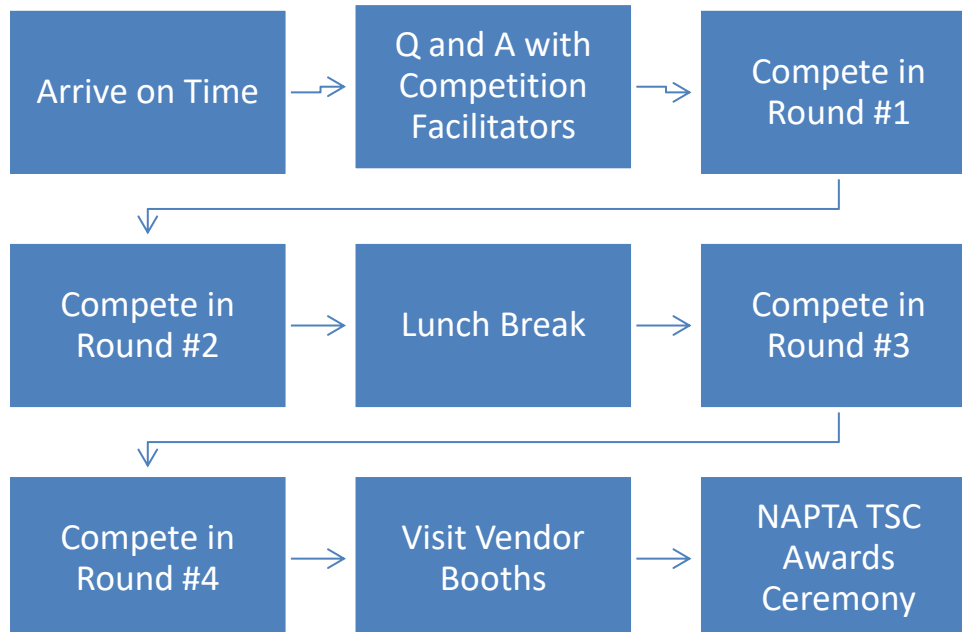 Arrive on Time
Q and A with
Competition
Facilitators
Compete in
Round #1
Compete in
Round #2
Lunch Break
Compete in
Round #3
Compete in
Round #4
Visit Vendor
Booths
NAPTA TSC
Awards
Ceremony